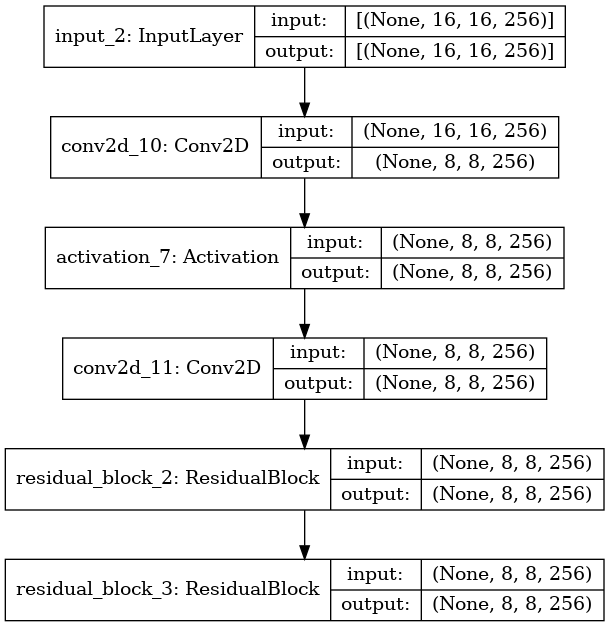 input_2: InputLayer input: [(None, 16, 16, 256)]
output: [(None, 16, 16, 256)]
conv2d_10: Conv2D input: (None, 16, 16, 256)
output: (None, 8, 8, 256)
activation_7: Activation input: (None, 8, 8, 256)
output: (None, 8, 8, 256)
conv2d_11: Conv2D input: (None, 8, 8, 256)
output: (None, 8, 8, 256)
residual_block_2: ResidualBlock input: (None, 8, 8, 256)
output: (None, 8, 8, 256)
residual_block_3: ResidualBlock input: (None, 8, 8, 256)
output: (None, 8, 8, 256)